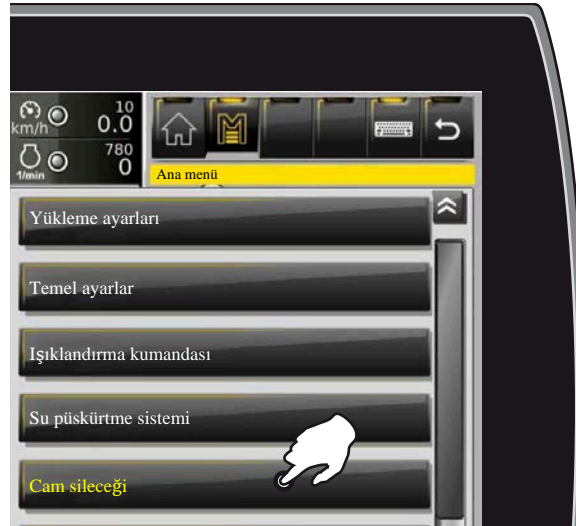 10
km/h 0.0
780
1/min 0
Ana menü
Yükleme ayarları
Temel ayarlar
Işıklandırma kumandası
Su püskürtme sistemi
Cam sileceği